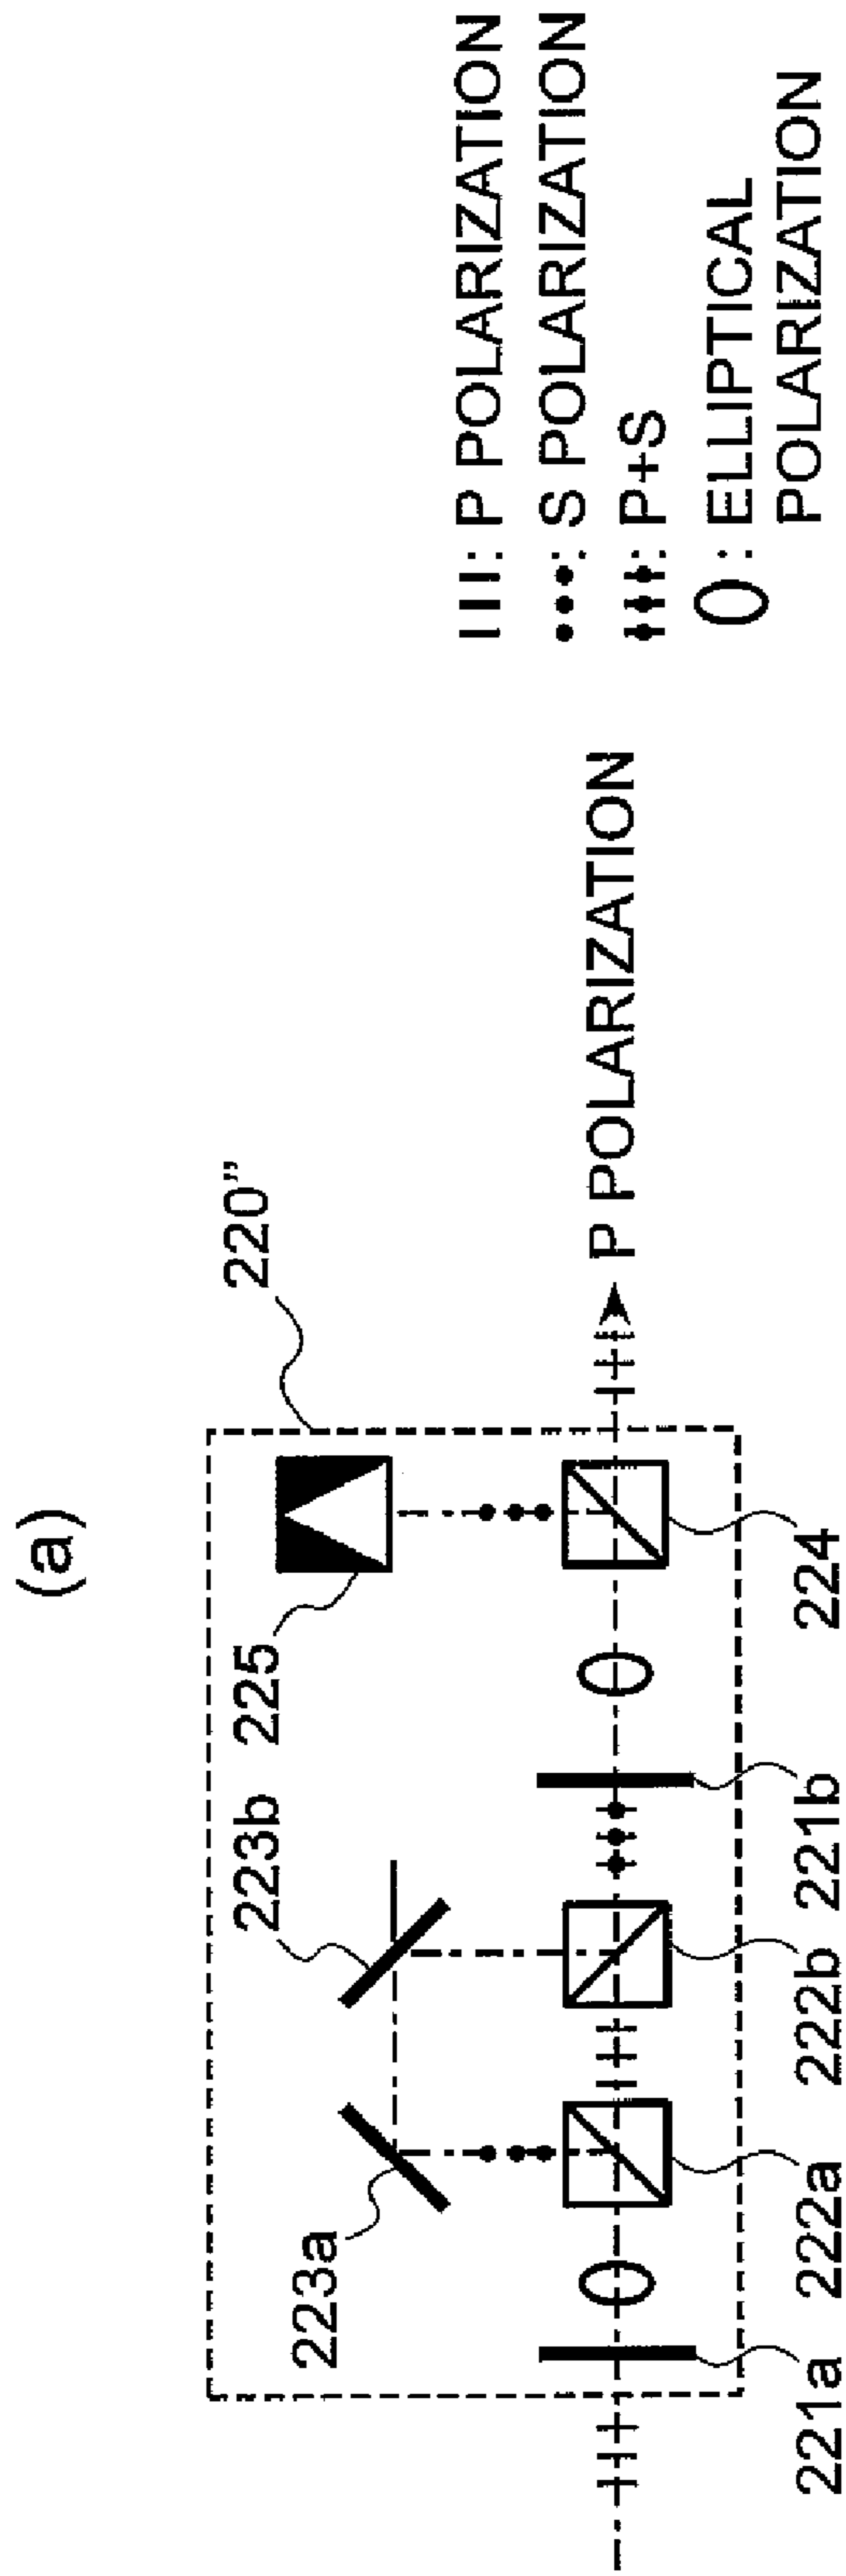 (a)
220"
225
223b
223a
P POLARIZATION
221a
222a
222b
221b
224
: P POLARIZATION
: S POLARIZATION
: P+S
: ELLIPTICAL
POLARIZATION